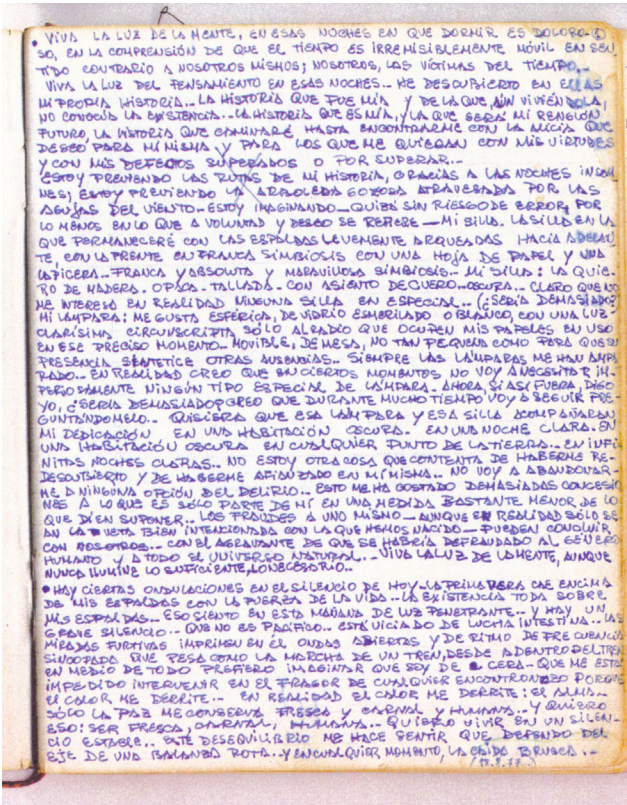 • VIVA LA LUZ DE LA MENTE, EN ESAS NOCHES EN QUE DORMIR ES DOLORO-
SO, EN LA COMPRENSIÓN DE QUE EL TIEMPO ES IRREMISIBLEMENTE MÓVIL EN SEN
TIDO CONTRARIO A NOSOTROS MISMOS; NOSOTROS, LAS VÍCTIMAS DEL TIEMPO..
VIVA LA LUZ DEL PENSAMIENTO EN ESAS NOCHES.. HE DESCUBIERTO EN ELLAS
MI PROPIA HISTORIA.. LA HISTORIA QUE FUE MÍA Y DE LA QUE, AÚN VIVIÉNDOLA,
NO CONOCÍA LA EXISTENCIA.. LA HISTORIA QUE ES MÍA, Y LA QUE SERÁ MI RENGLÓN
FUTURO, LA HISTORIA QUE CAMINARÉ HASTA ENCONTRARME CON LA ALICIA QUE
DESEO PARA MÍ MISMA Y PARA LOS QUE ME QUIERAN CON MIS VIRTUDES
Y CON MIS DEFECTOS SUPERADOS O POR SUPERAR..
ESTOY PREVIENDO LAS RUTAS DE MI HISTORIA, GRACIAS A LAS NOCHES INSOM
NES; ESTOY PREVIENDO LA ARBOLEDA GOZOSA ATRAVESADA POR LAS
AGUJAS DEL VIENTO.. ESTOY IMAGINANDO - QUIZÁ SIN RIESGO DE ERROR, POR
LO MENOS EN LO QUE A VOLUNTAD Y DESEO SE REFIERE - MI SILLA. LA SILLA EN LA
QUE PERMANECERÉ CON LAS ESPALDAS LEVEMENTE ARQUEADAS HACIA ADELAN
TE, CON LA FRENTE EN FRANCA SIMBIOSIS CON UNA HOJA DE PAPEL Y UNA
LAPICERA.. FRANCA Y ABSOLUTA Y MARAVILLOSA SIMBIOSIS.. MI SILLA: LA QUIE-
RO DE MADERA. OPACA. TALLADA. CON ASIENTO DE CUERO.. OSCURA.. CLARO QUE NO
ME INTERESA EN REALIDAD NINGUNA SILLA EN ESPECIAL.. (¿SERÍA DEMASIADO?)
MI LÁMPARA: ME GUSTA ESFÉRICA, DE VIDRIO ESMERILADO O BLANCO, CON UNA LUZ
CLARÍSIMA CIRCUNSCRIPTA SÓLO AL RADIO QUE OCUPEN MIS PAPELES EN USO
EN ESE PRECISO MOMENTO.. MOVIBLE, DE MESA, NO TAN PEQUEÑA COMO PARA QUE SU
PRESENCIA SINTETICE OTRAS AUSENCIAS.. SIEMPRE LAS LÁMPARAS ME HAN AMPA
RADO.. EN REALIDAD CREO QUE EN CIERTOS MOMENTOS NO VOY A NECESITAR IM-
PERIOSAMENTE NINGÚN TIPO ESPECIAL DE LÁMPARA. AHORA, SI ASÍ FUERA, DIGO
YO, ¿SERÍA DEMASIADO? CREO QUE DURANTE MUCHO TIEMPO VOY A SEGUIR PRE-
GUNTÁNDOMELO.. QUISIERA QUE ESA LÁMPARA Y ESA SILLA ACOMPAÑARAN
MI DEDICACIÓN EN UNA HABITACIÓN OSCURA. EN UNA NOCHE CLARA. EN
UNA HABITACIÓN OSCURA EN CUALQUIER PUNTO DE LA TIERRA.. EN INFI
NITAS NOCHES CLARAS.. NO ESTOY OTRA COSA QUE CONTENTA DE HABERME RE-
DESCUBIERTO Y DE HABERME AFIANZADO EN MÍ MISMA.. NO VOY A ABANDONAR-
ME A NINGUNA OPCIÓN DEL DELIRIO.. ESTO ME HA COSTADO DEMASIADAS CONCESIO
NES A LO QUE ES SÓLO PARTE DE MÍ EN UNA MEDIDA BASTANTE MENOR DE LO
QUE DÍ EN SUPONER.. LOS FRAUDES A UNO MISMO - AUNQUE EN REALIDAD SÓLO SE
AN LA VETA BIEN INTENCIONADA CON LA QUE HEMOS NACIDO - PUEDEN CONCLUIR
CON NOSOTROS.. CON EL AGRAVANTE DE QUE SE HABRÍA DEFRAUDADO AL GÉNERO
HUMANO Y A TODO EL UNIVERSO NATURAL.. VIVA LA LUZ DE LA MENTE, AUNQUE
NUNCA ILUMINE LO SUFICIENTE, LO NECESARIO..
• HAY CIERTAS ONDULACIONES EN EL SILENCIO DE HOY.. LA PRIMAVERA CAE ENCIMA
DE MIS ESPALDAS CON LA FUERZA DE LA VIDA.. LA EXISTENCIA TODA SOBRE
MIS ESPALDAS.. ESO SIENTO EN ESTA MAÑANA DE LUZ PENETRANTE.. Y HAY UN
GRAVE SILENCIO.. QUE NO ES PACÍFICO.. ESTÁ VICIADO DE LUCHA INTESTINA.. LAS
MIRADAS FURTIVAS IMPRIMEN EN ÉL ONDAS ABIERTAS Y DE RITMO DE FRECUENCIA
SINCOPADA QUE PESA COMO LA MARCHA DE UN TREN, DESDE ADENTRO DEL TREN
EN MEDIO DE TODO PREFIERO IMAGINAR QUE SOY DE CERA.. QUE ME ESTÁ
IMPEDIDO INTERVENIR EN EL FRAGOR DE CUALQUIER ENCONTRONAZO PORQUE
EL CALOR ME DERRITE.. EN REALIDAD EL CALOR ME DERRITE: EL ALMA..
SÓLO LA PAZ ME CONSERVA FRESCA Y CARNAL Y HUMANA.. Y QUIERO
ESO: SER FRESCA, CARNAL, HUMANA.. QUIERO VIVIR EN UN SILEN-
CIO ESTABLE.. ESTE DESEQUILIBRIO ME HACE SENTIR QUE DEPENDO DEL
EJE DE UNA BALANZA ROTA.. Y EN CUALQUIER MOMENTO, LA CAÍDA BRUSCA..-